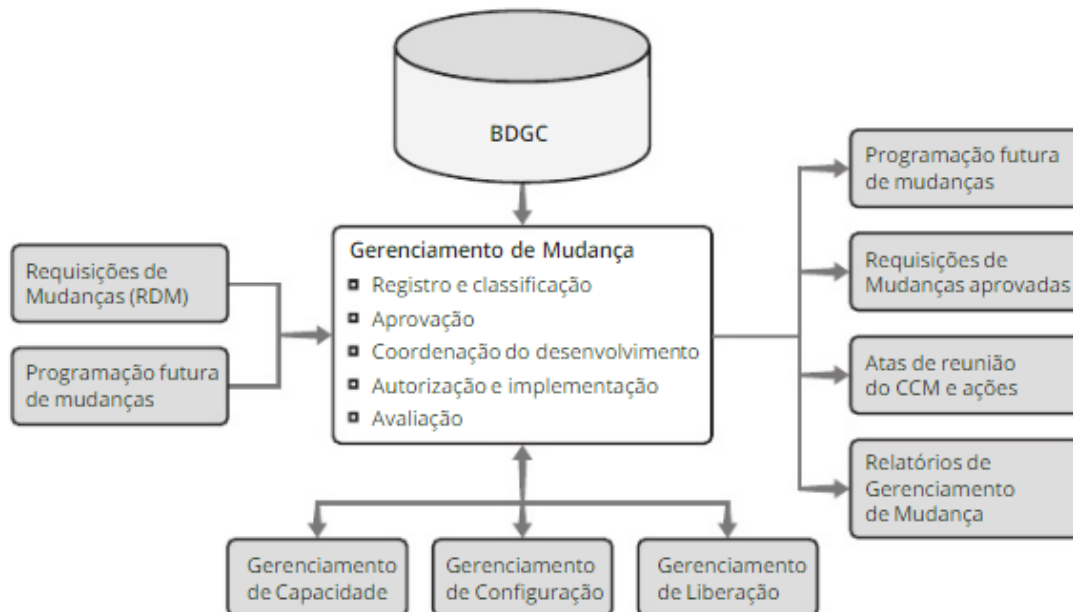 BDGC
Requisições de
Mudanças (RDM)
Programação futura
de mudanças
Gerenciamento de Mudança
Registro e classificação
Aprovação
Coordenação do desenvolvimento
Autorização e implementação
Avaliação
Programação futura
de mudanças
Requisições de
Mudanças aprovadas
Atas de reunião
do CCM e ações
Relatórios de
Gerenciamento
de Mudança
Gerenciamento
de Capacidade
Gerenciamento
de Configuração
Gerenciamento
de Liberação